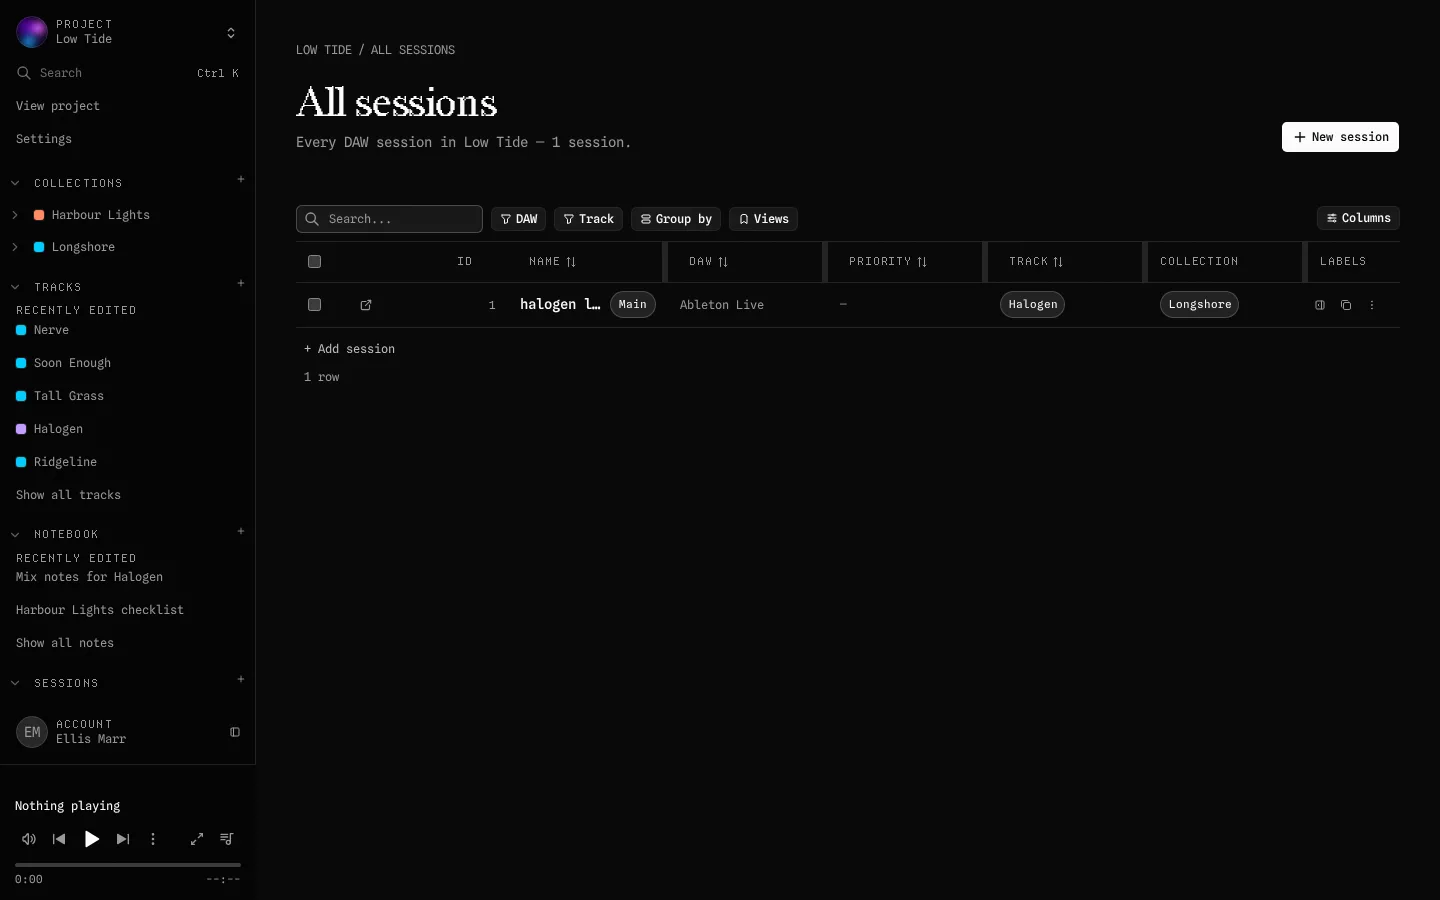 PROJECT
Low Tide
Search Ctrl K
View project
Settings
COLLECTIONS +
Harbour Lights
Longshore
TRACKS +
RECENTLY EDITED
Nerve
Soon Enough
Tall Grass
Halogen
Ridgeline
Show all tracks
NOTEBOOK +
RECENTLY EDITED
Mix notes for Halogen
Harbour Lights checklist
Show all notes
SESSIONS +
EM
ACCOUNT
Ellis Marr
Nothing playing
0:00 --:--
LOW TIDE / ALL SESSIONS
All sessions
Every DAW session in Low Tide — 1 session.
+ New session
Search... DAW Track Group by Views Columns
ID NAME DAW PRIORITY TRACK COLLECTION LABELS
1 halogen l… Main Ableton Live — Halogen Longshore
+ Add session
1 row